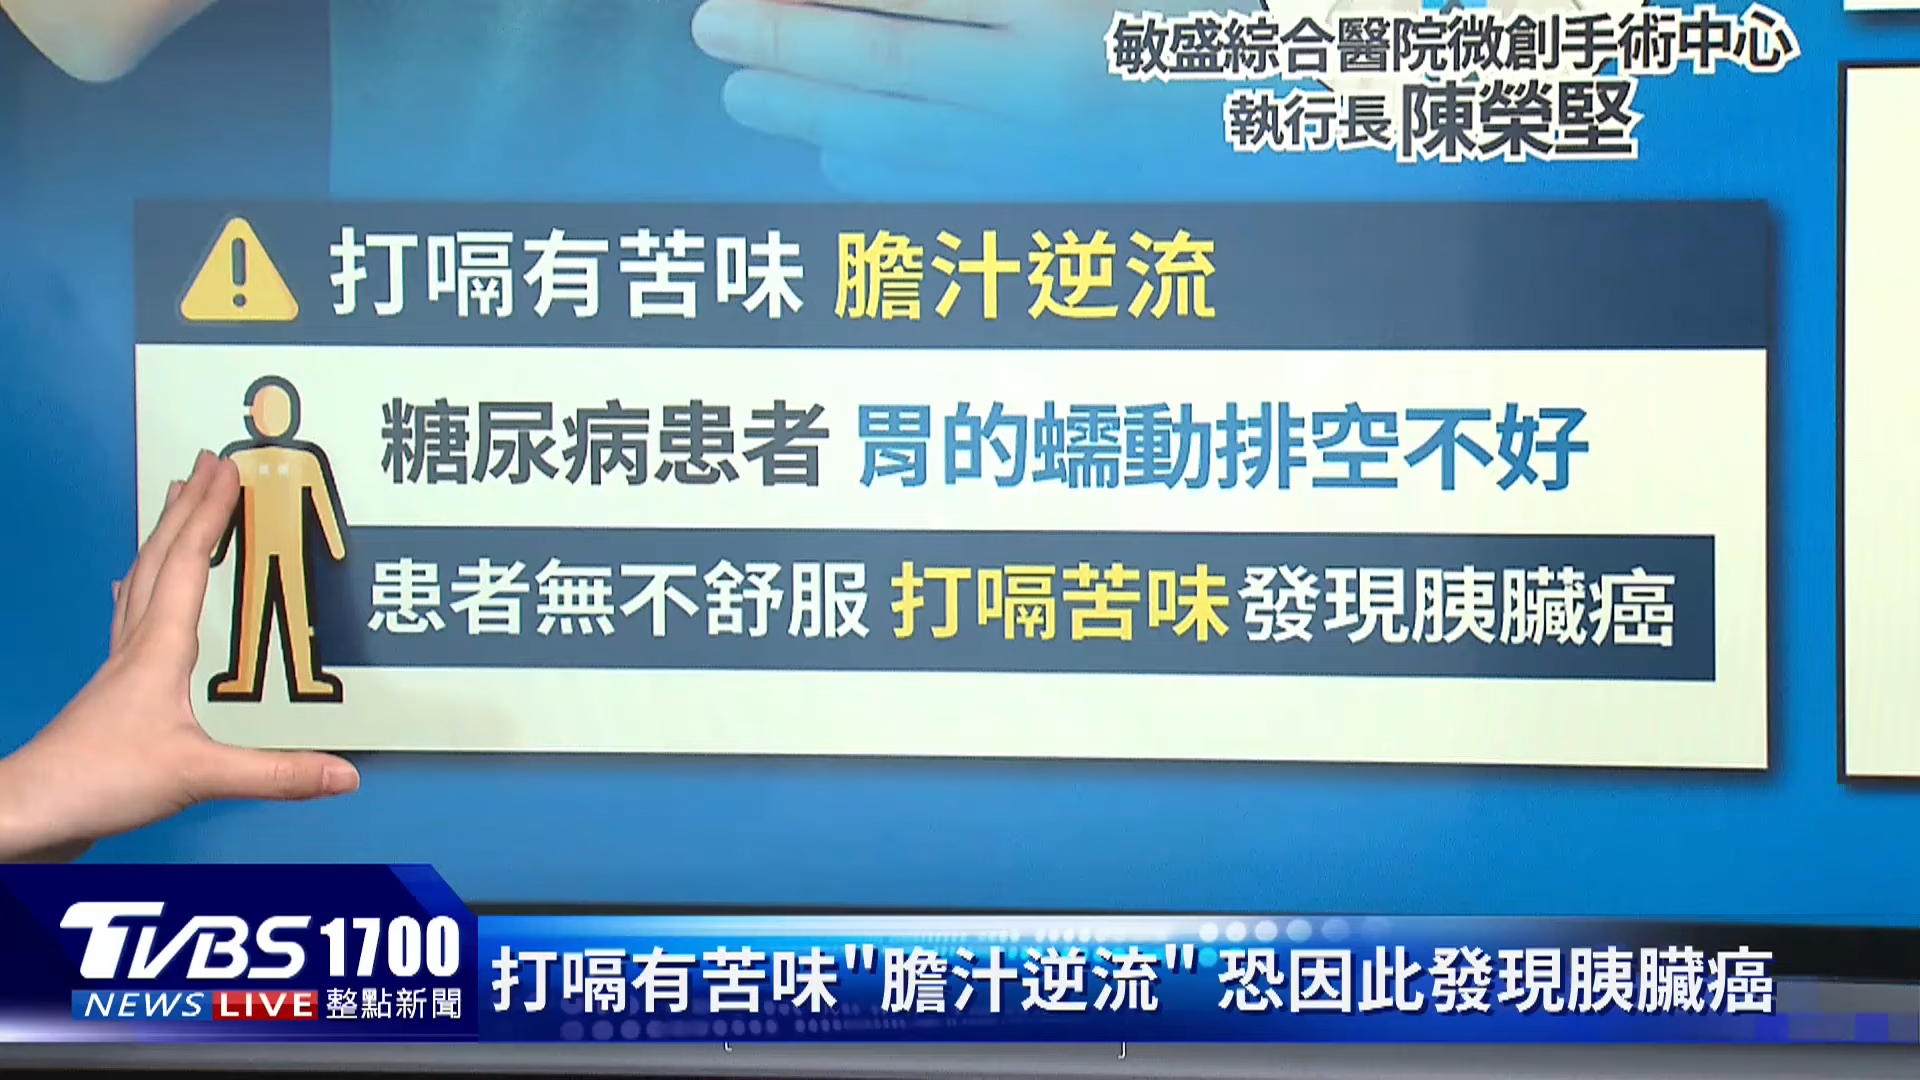 敏盛綜合醫院微創手術中心
執行長 陳榮堅
打嗝有苦味 膽汁逆流
糖尿病患者 胃的蠕動排空不好
患者無不舒服 打嗝苦味發現胰臟癌
TVBS 1700
NEWS LIVE 整點新聞
打嗝有苦味"膽汁逆流" 恐因此發現胰臟癌